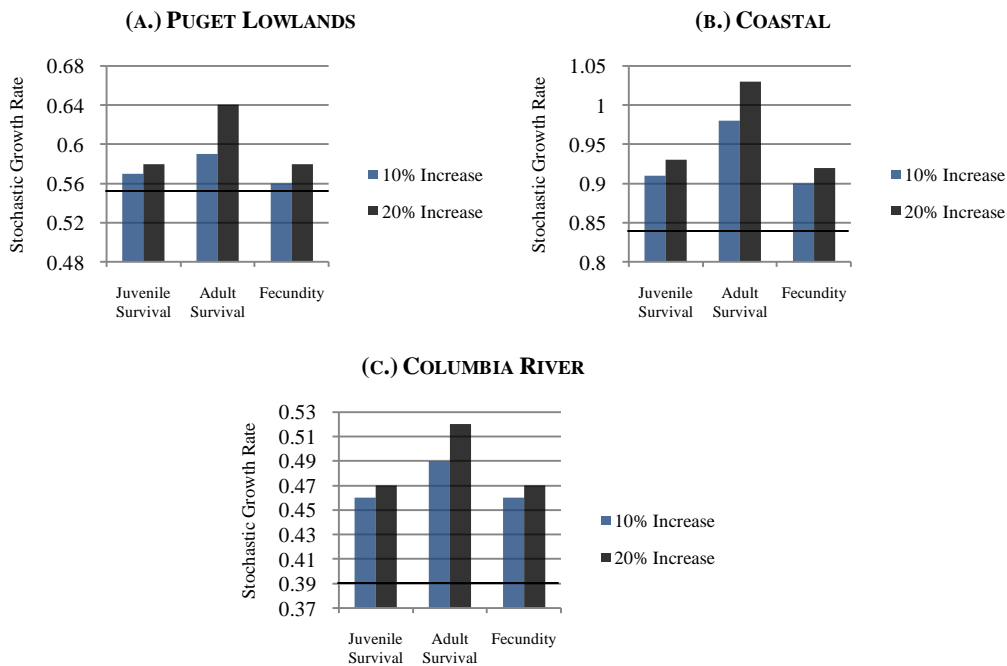 (A.) PUGET LOWLANDS
Stochastic Growth Rate
0.68
0.64
0.6
0.56
0.52
0.48
Juvenile Survival
Adult Survival
Fecundity
10% Increase
20% Increase
(B.) COASTAL
Stochastic Growth Rate
1.05
1
0.95
0.9
0.85
0.8
Juvenile Survival
Adult Survival
Fecundity
10% Increase
20% Increase
(C.) COLUMBIA RIVER
Stochastic Growth Rate
0.53
0.51
0.49
0.47
0.45
0.43
0.41
0.39
0.37
Juvenile Survival
Adult Survival
Fecundity
10% Increase
20% Increase